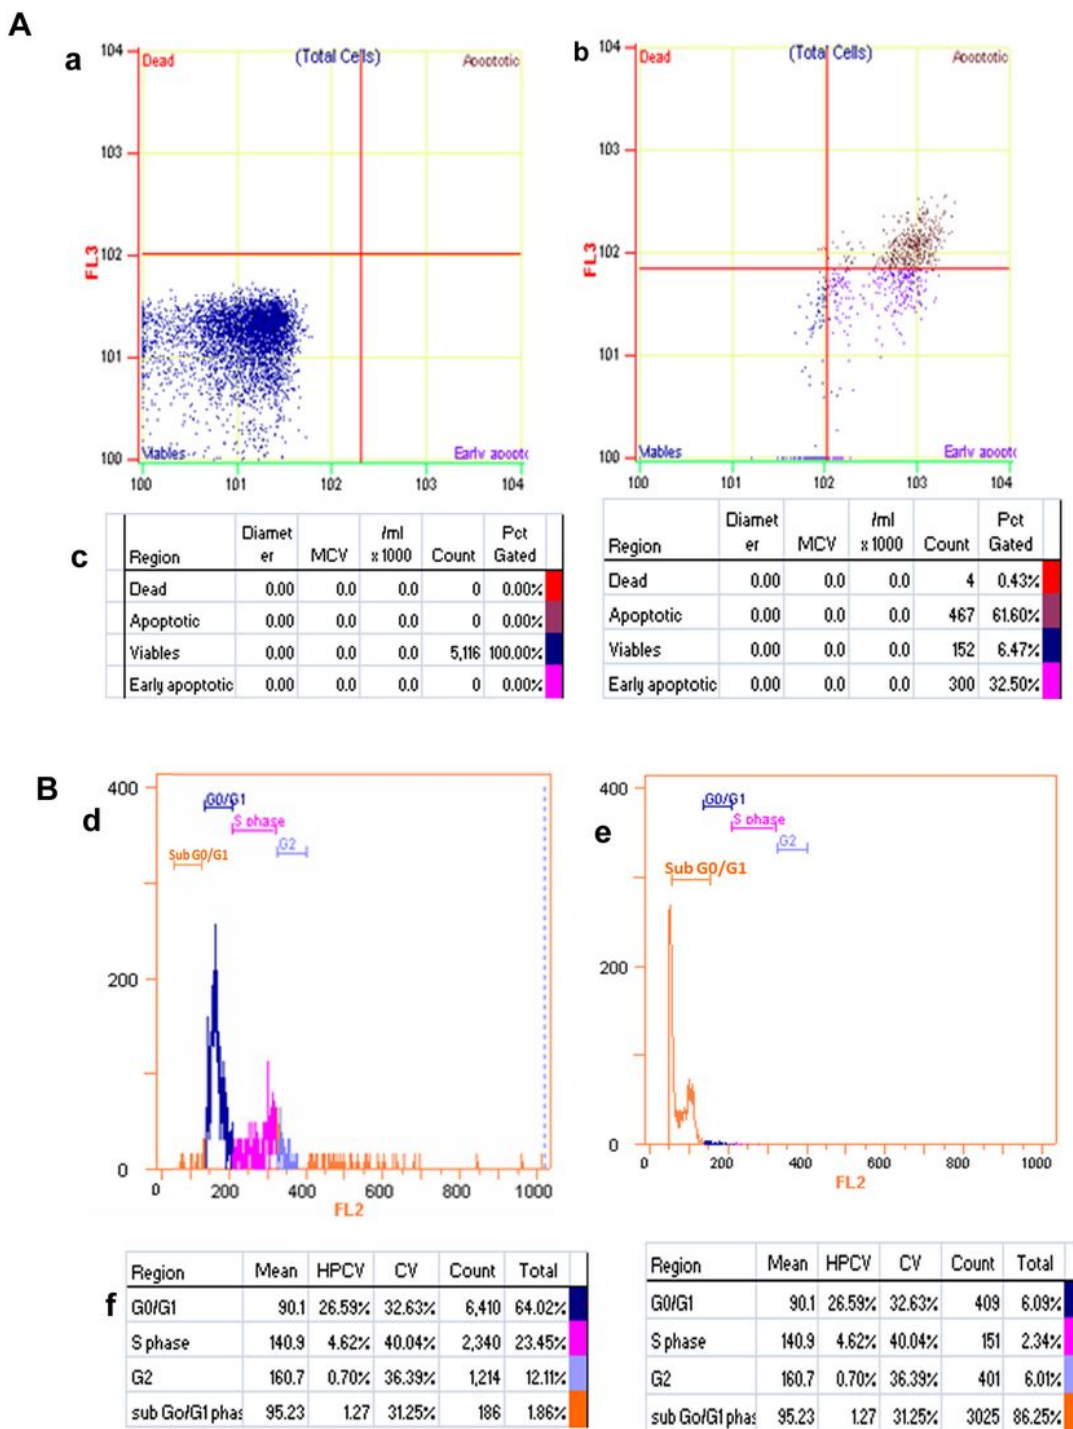 A
a
104
Dead
(Total Cells)
Apoptotic
103
102
FL3
101
100
Viables
Early apoptc
100 101 102 103 104
b
104
Dead
(Total Cells)
Apoptotic
103
102
FL3
101
100
Viables
Early apoptc
100 101 102 103 104
c
Region Diameter MCV /ml x 1000 Count Pct Gated
Dead 0.00 0.0 0.0 0 0.00%
Apoptotic 0.00 0.0 0.0 0 0.00%
Viables 0.00 0.0 0.0 5,116 100.00%
Early apoptotic 0.00 0.0 0.0 0 0.00%
Region Diameter MCV /ml x 1000 Count Pct Gated
Dead 0.00 0.0 0.0 4 0.43%
Apoptotic 0.00 0.0 0.0 467 61.60%
Viables 0.00 0.0 0.0 152 6.47%
Early apoptotic 0.00 0.0 0.0 300 32.50%
B
d
400
G0/G1
S phase
G2
Sub G0/G1
200
0
0 200 400 600 800 1000
FL2
e
400
G0/G1
S phase
G2
Sub G0/G1
200
0
0 200 400 600 800 1000
FL2
f
Region Mean HPCV CV Count Total
G0/G1 90.1 26.59% 32.63% 6,410 64.02%
S phase 140.9 4.62% 40.04% 2,340 23.45%
G2 160.7 0.70% 36.39% 1,214 12.11%
sub Go/G1 phas 95.23 1.27 31.25% 186 1.86%
Region Mean HPCV CV Count Total
G0/G1 90.1 26.59% 32.63% 409 6.09%
S phase 140.9 4.62% 40.04% 151 2.34%
G2 160.7 0.70% 36.39% 401 6.01%
sub Go/G1 phas 95.23 1.27 31.25% 3025 86.25%